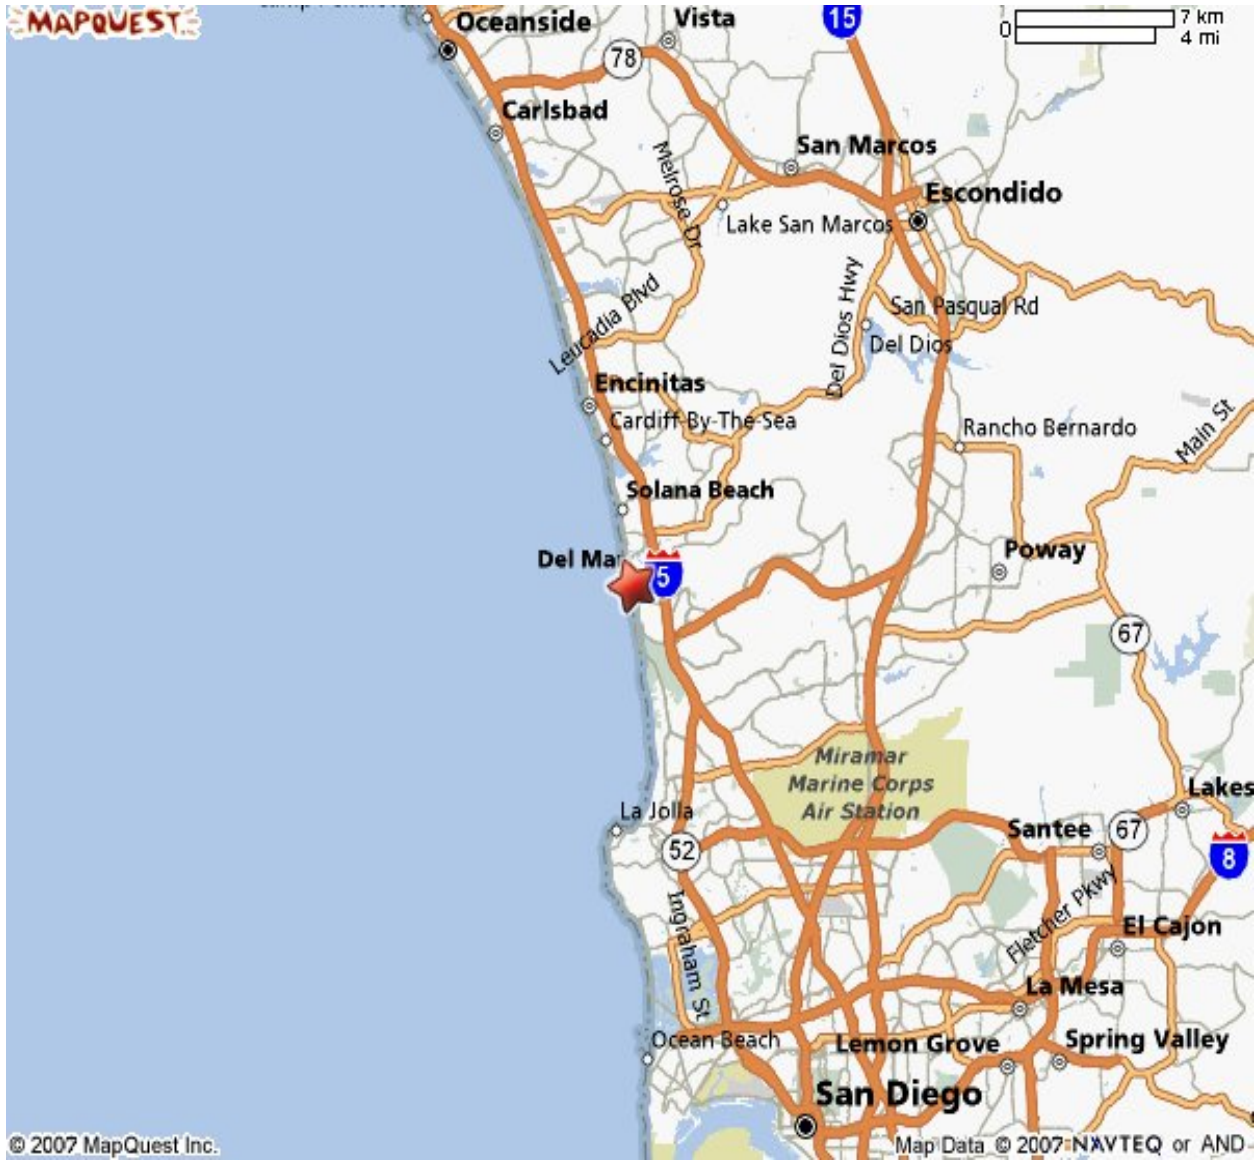 MAPQUEST
Oceanside
Vista
15
0
7 km
4 mi
78
Carlsbad
San Marcos
Melrose Dr
Escondido
Lake San Marcos
Del Dios Hwy
San Pasqual Rd
Leucadia Blvd
Del Dios
Encinitas
Cardiff-By-The-Sea
Rancho Bernardo
Main St
Solana Beach
Del Mar
5
Poway
67
Miramar
Marine Corps
Air Station
La Jolla
Lakes
Santee
67
52
8
Ingraham St
Fletcher Pkwy
El Cajon
La Mesa
Ocean Beach
Lemon Grove
Spring Valley
San Diego
© 2007 MapQuest Inc.
Map Data © 2007 NAVTEQ or AND